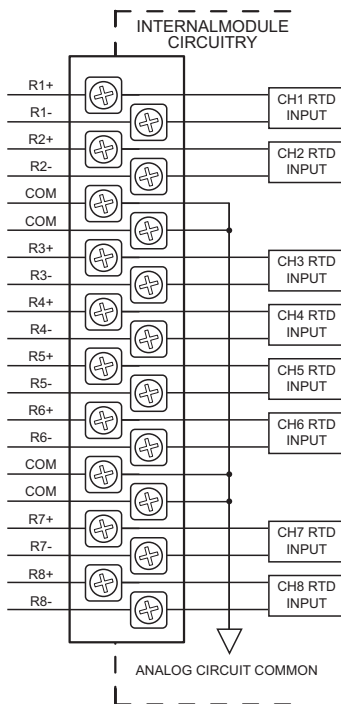 INTERNALMODULE
CIRCUITRY
R1+
R1-
R2+
R2-
COM
COM
R3+
R3-
R4+
R4-
R5+
R5-
R6+
R6-
COM
COM
R7+
R7-
R8+
R8-
CH1 RTD
INPUT
CH2 RTD
INPUT
CH3 RTD
INPUT
CH4 RTD
INPUT
CH5 RTD
INPUT
CH6 RTD
INPUT
CH7 RTD
INPUT
CH8 RTD
INPUT
ANALOG CIRCUIT COMMON